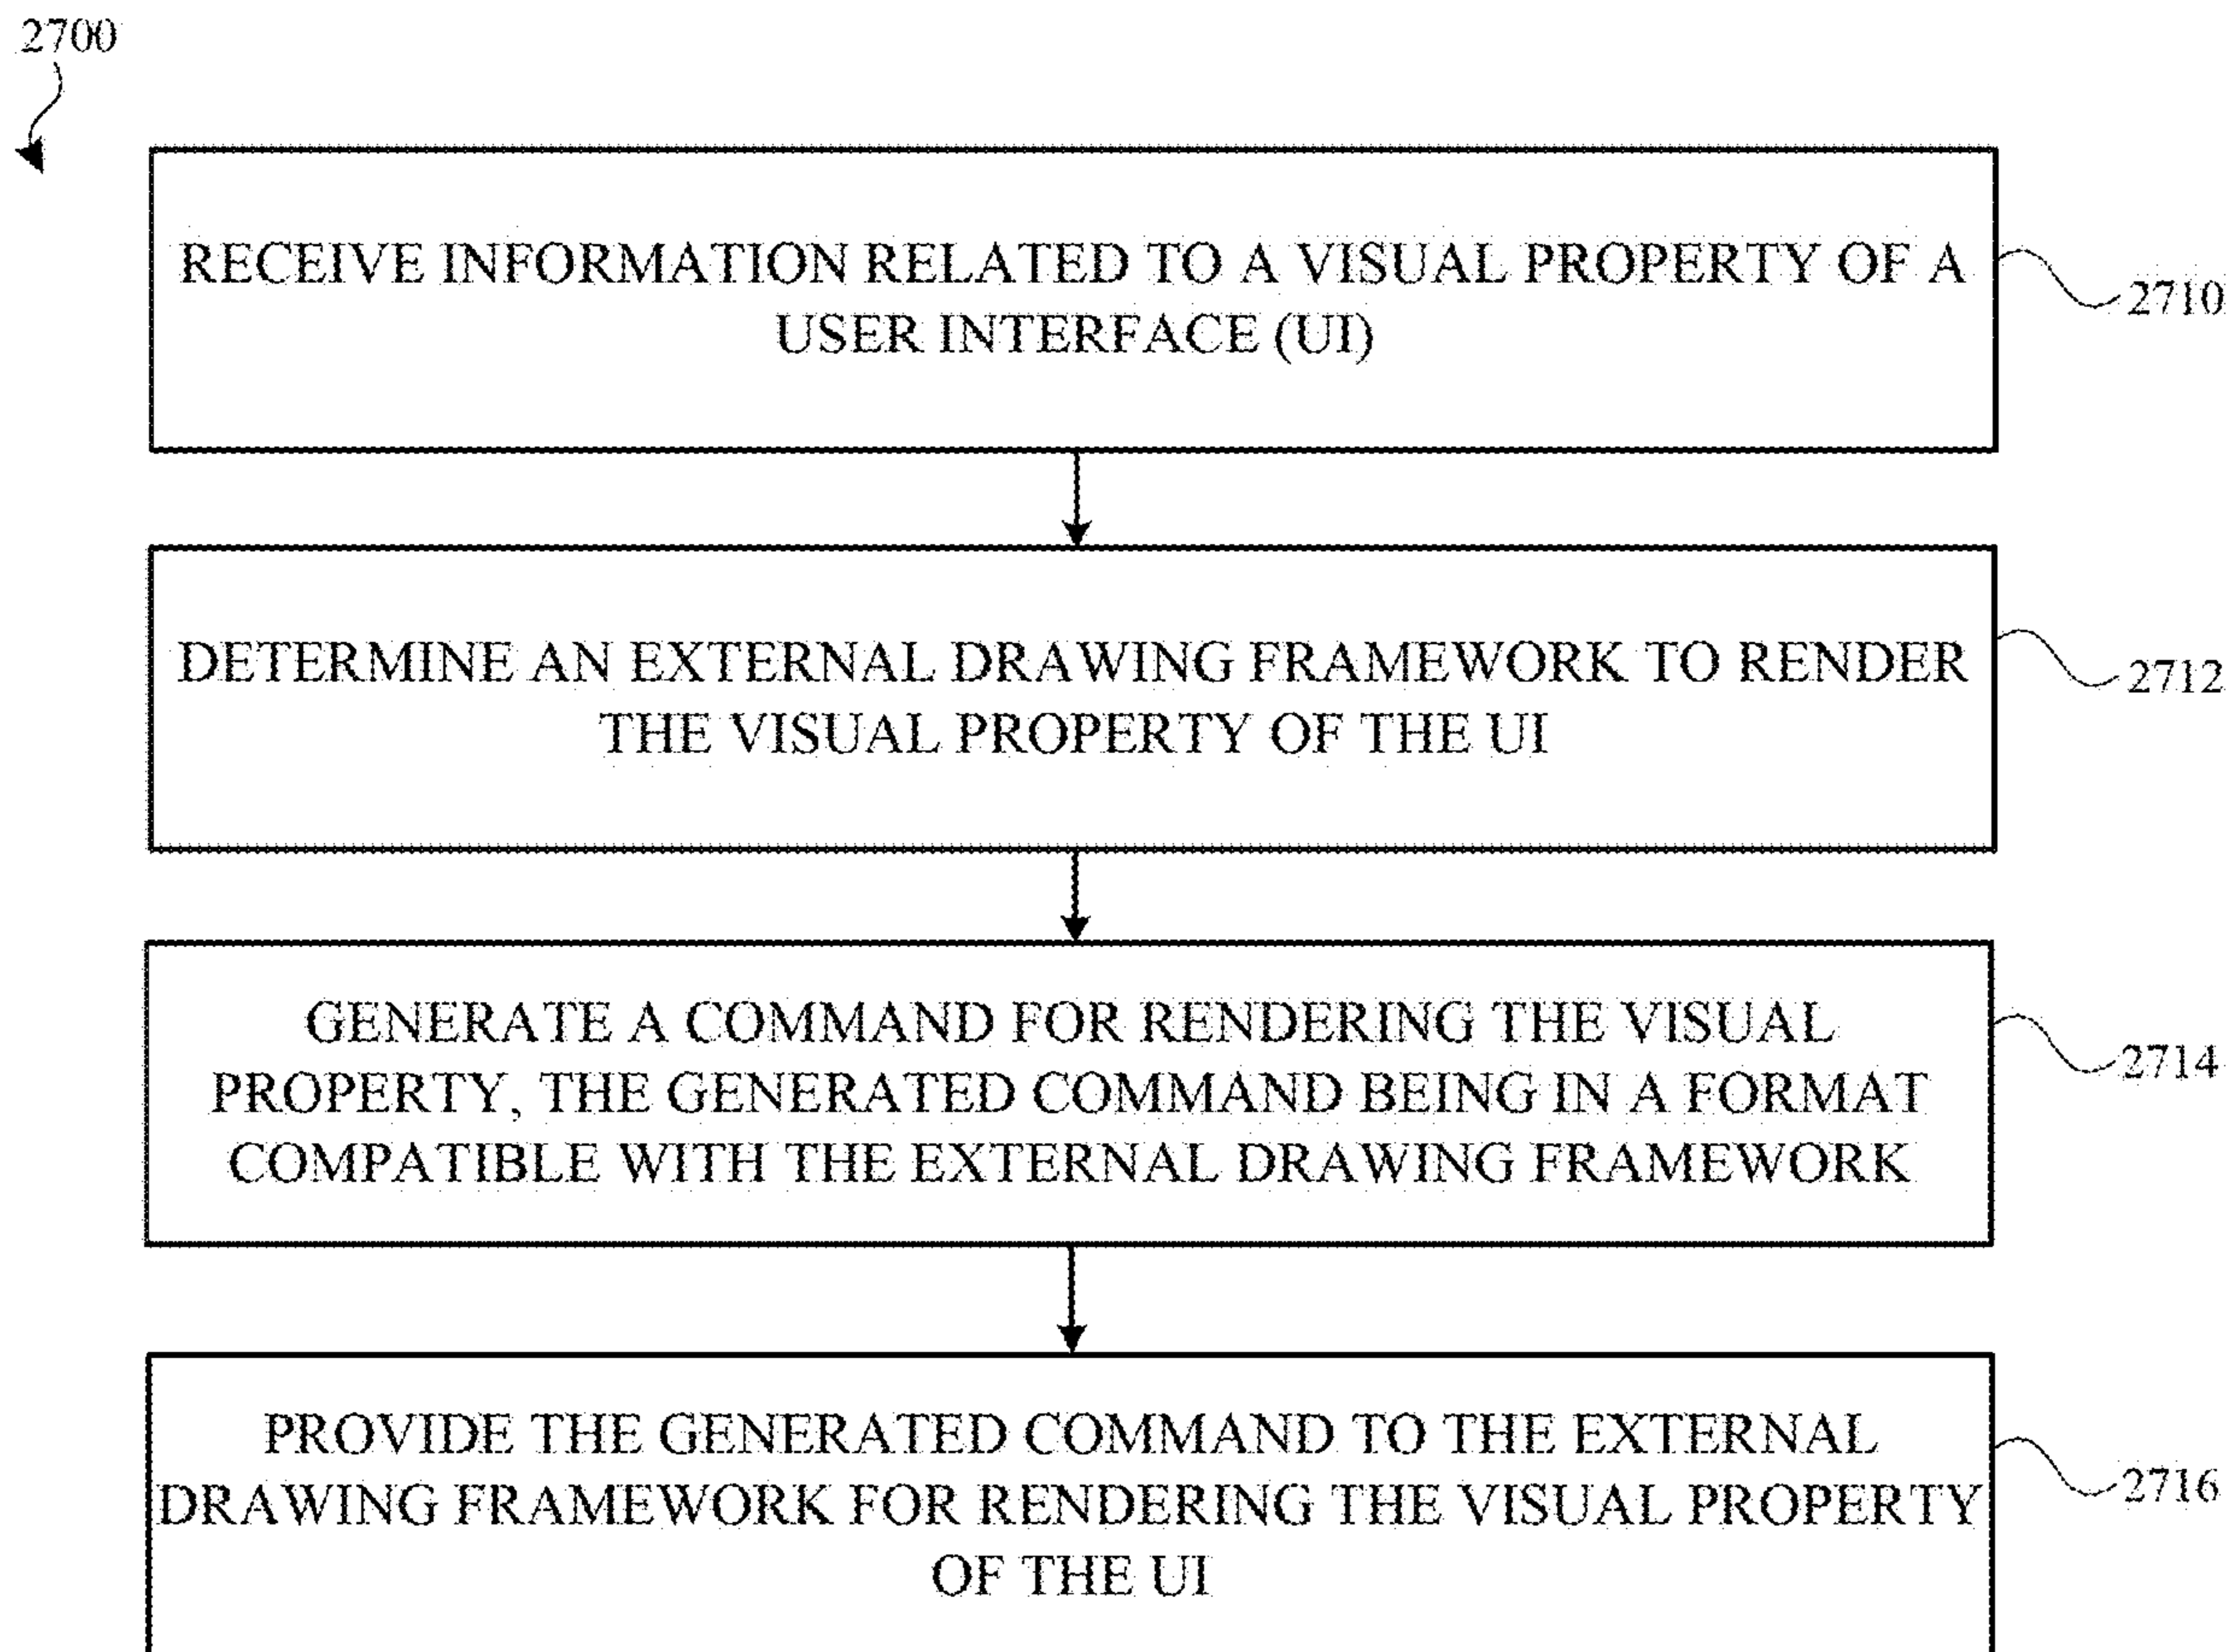 2700
RECEIVE INFORMATION RELATED TO A VISUAL PROPERTY OF A
USER INTERFACE (UI)
2710
DETERMINE AN EXTERNAL DRAWING FRAMEWORK TO RENDER
THE VISUAL PROPERTY OF THE UI
2712
GENERATE A COMMAND FOR RENDERING THE VISUAL
PROPERTY, THE GENERATED COMMAND BEING IN A FORMAT
COMPATIBLE WITH THE EXTERNAL DRAWING FRAMEWORK
2714
PROVIDE THE GENERATED COMMAND TO THE EXTERNAL
DRAWING FRAMEWORK FOR RENDERING THE VISUAL PROPERTY
OF THE UI
2716